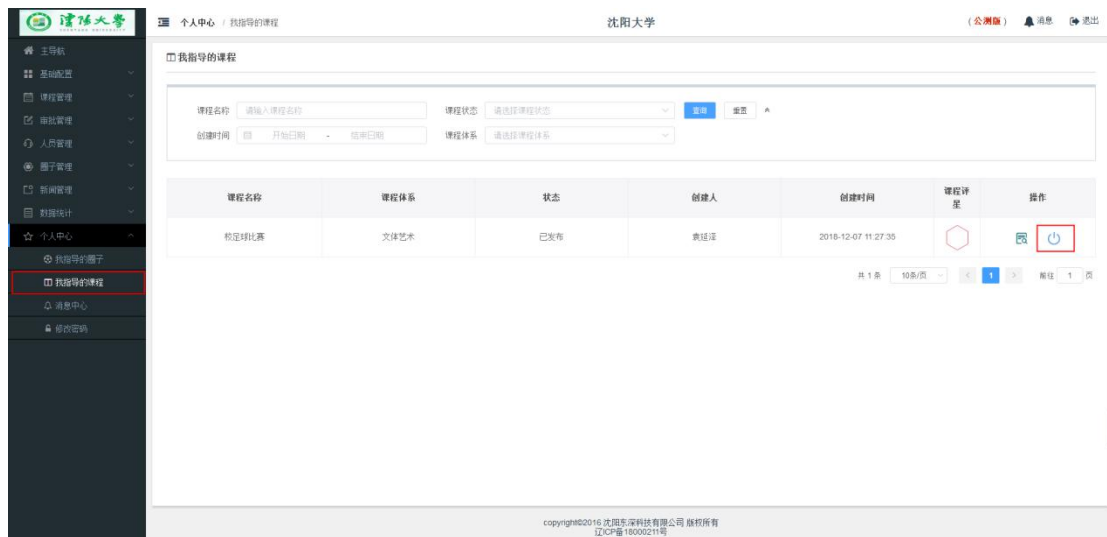 沈阳大学
SHENYANG UNIVERSITY
个人中心 / 我指导的课程
沈阳大学
(公测版)
消息
退出
主导航
基础配置
课程管理
审批管理
人员管理
圈子管理
新闻管理
数据统计
个人中心
我指导的圈子
我指导的课程
消息中心
修改密码
我指导的课程
课程名称 请输入课程名称 课程状态 请选择课程状态 查询 重置
创建时间 开始日期 - 结束日期 课程体系 请选择课程体系
课程名称 课程体系 状态 创建人 创建时间 课程评星 操作
校足球比赛 文体艺术 已发布 2018-12-07 11:27:35
共 1 条 10条/页 1 前往 1 页
copyright©2016 沈阳东深科技有限公司 版权所有
辽ICP备18000211号